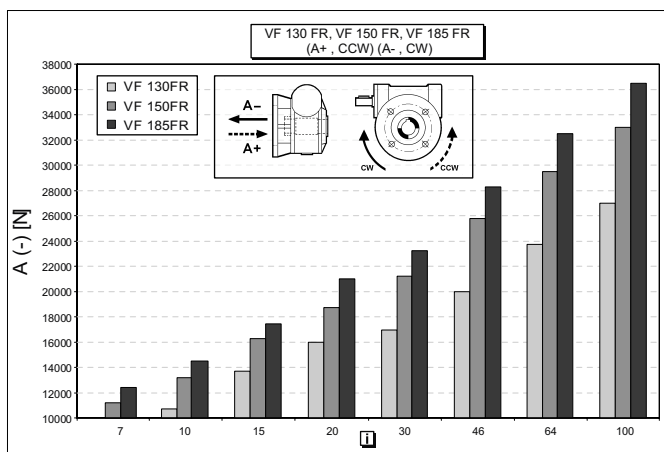 VF 130 FR, VF 150 FR, VF 185 FR
(A+ , CCW) (A- , CW)
A (-) [N]
38000
36000
34000
32000
30000
28000
26000
24000
22000
20000
18000
16000
14000
12000
10000
VF 130FR
VF 150FR
VF 185FR
A–
A+
CW
CCW
7 10 15 20 30 46 64 100
i